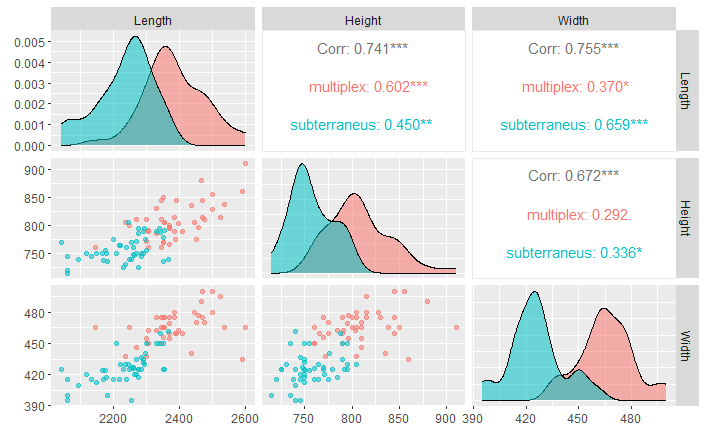 Length Height Width
0.005
0.004
0.003
0.002
0.001
0.000
Corr: 0.741***
multiplex: 0.602***
subterraneus: 0.450**
Corr: 0.755***
multiplex: 0.370*
subterraneus: 0.659***
Length
900
850
800
750
Corr: 0.672***
multiplex: 0.292.
subterraneus: 0.336*
Height
480
450
420
390
Width
2200 2400 2600
750 800 850 900
390 420 450 480